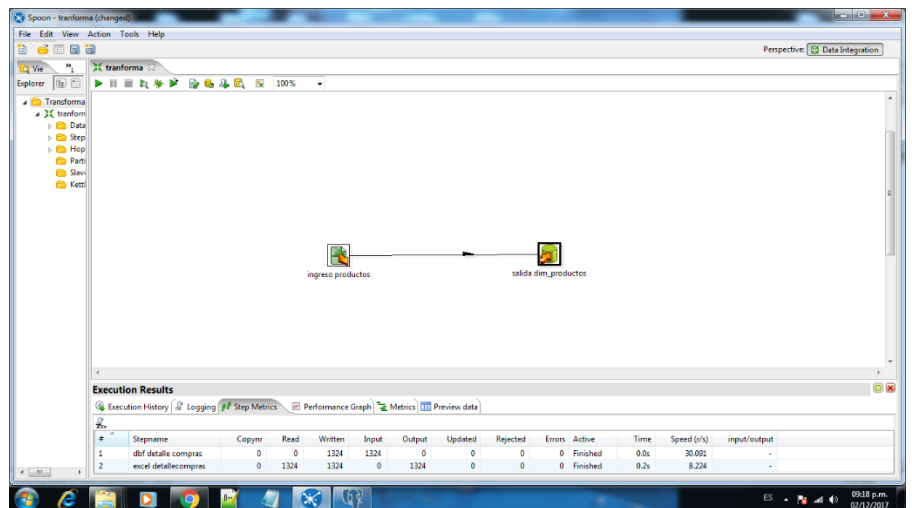 Spoon - tranforma (changed)
File Edit View Action Tools Help
Perspective: Data Integration
Vie
tranforma
Explorer
100%
Transforma
tranforn
Data
Step
Hop
Parti
Slav
Kettl
ingreso productos
salida dim_productos
Execution Results
Execution History Logging Step Metrics Performance Graph Metrics Preview data
# Stepname Copynr Read Written Input Output Updated Rejected Errors Active Time Speed (r/s) input/output
1 dbf detalle compras 0 0 1324 1324 0 0 0 0 Finished 0.0s 30.091 -
2 excel detallecompras 0 1324 1324 0 1324 0 0 0 Finished 0.2s 8.224 -
ES 09:18 p.m.
02/12/2017